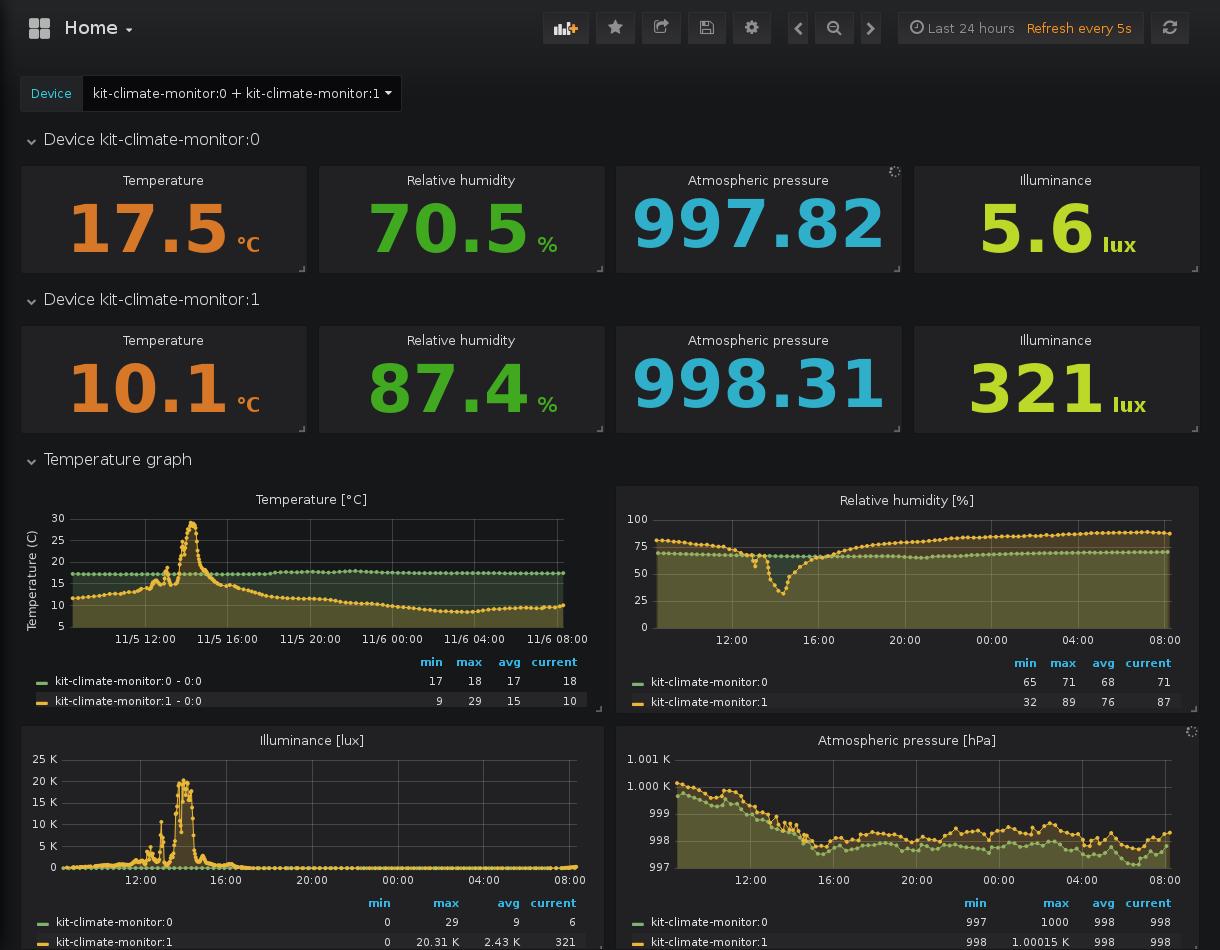 Home
Last 24 hours Refresh every 5s
Device kit-climate-monitor:0 + kit-climate-monitor:1
Device kit-climate-monitor:0
Temperature
17.5 °C
Relative humidity
70.5 %
Atmospheric pressure
997.82
Illuminance
5.6 lux
Device kit-climate-monitor:1
Temperature
10.1 °C
Relative humidity
87.4 %
Atmospheric pressure
998.31
Illuminance
321 lux
Temperature graph
Temperature [°C]
Temperature (C)
30
25
20
15
10
5
11/5 12:00 11/5 16:00 11/5 20:00 11/6 00:00 11/6 04:00 11/6 08:00
min max avg current
kit-climate-monitor:0 - 0:0 17 18 17 18
kit-climate-monitor:1 - 0:0 9 29 15 10
Relative humidity [%]
100
75
50
25
0
12:00 16:00 20:00 00:00 04:00 08:00
min max avg current
kit-climate-monitor:0 65 71 68 71
kit-climate-monitor:1 32 89 76 87
Illuminance [lux]
25 K
20 K
15 K
10 K
5 K
0
12:00 16:00 20:00 00:00 04:00 08:00
min max avg current
kit-climate-monitor:0 0 29 9 6
kit-climate-monitor:1 0 20.31 K 2.43 K 321
Atmospheric pressure [hPa]
1.001 K
1.000 K
999
998
997
12:00 16:00 20:00 00:00 04:00 08:00
min max avg current
kit-climate-monitor:0 997 1000 998 998
kit-climate-monitor:1 998 1.00015 K 998 998